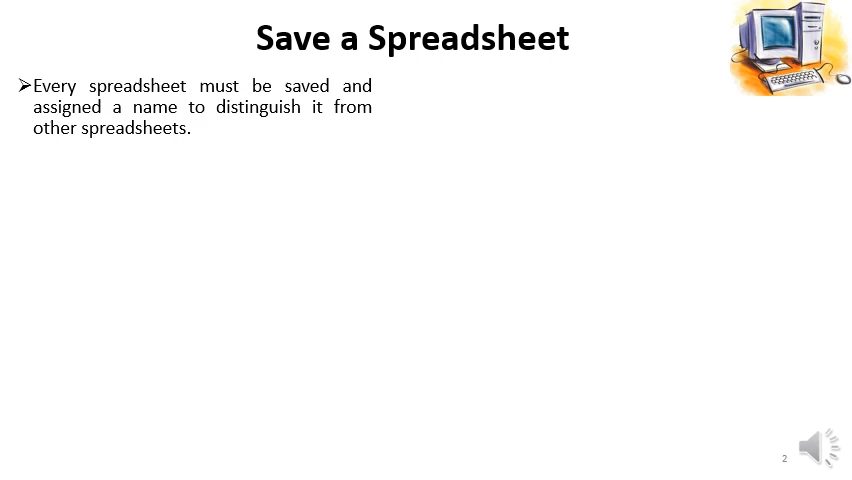 Save a Spreadsheet
➢Every spreadsheet must be saved and
assigned a name to distinguish it from
other spreadsheets.
2